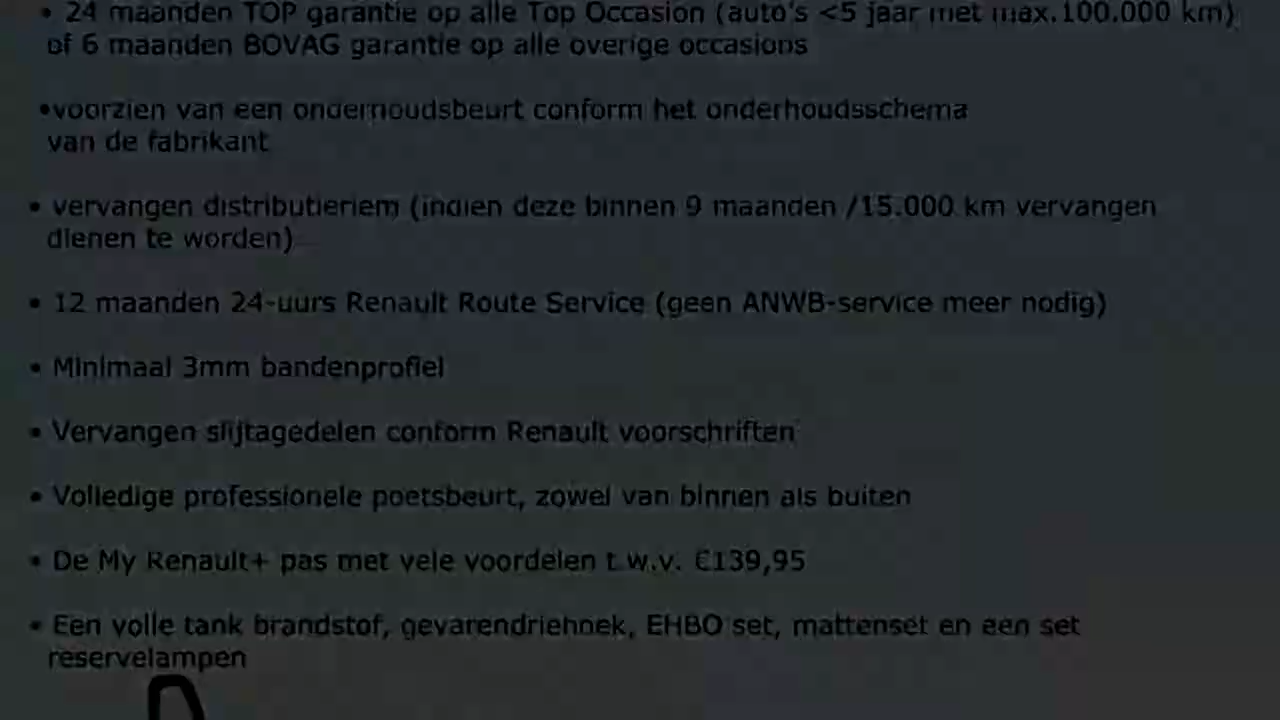 • 24 maanden TOP garantie op alle Top Occasion (auto's <5 jaar met max.100.000 km)
of 6 maanden BOVAG garantie op alle overige occasions
•voorzien van een onderhoudsbeurt conform het onderhoudsschema
van de fabrikant
• vervangen distributieriem (indien deze binnen 9 maanden /15.000 km vervangen
dienen te worden)
• 12 maanden 24-uurs Renault Route Service (geen ANWB-service meer nodig)
• Minimaal 3mm bandenprofiel
• Vervangen slijtagedelen conform Renault voorschriften
• Volledige professionele poetsbeurt, zowel van binnen als buiten
• De My Renault+ pas met vele voordelen t.w.v. €139,95
• Een volle tank brandstof, gevarendriehoek, EHBO set, mattenset en een set
reservelampen